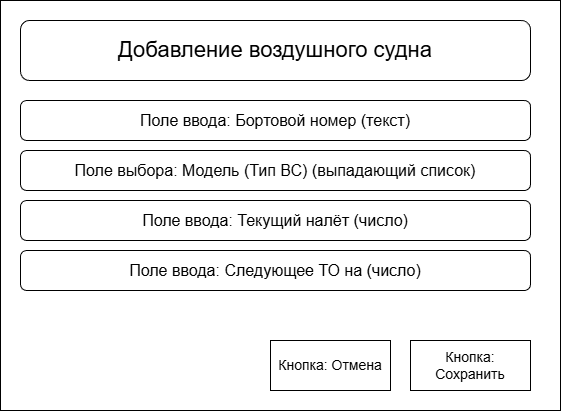 Добавление воздушного судна
Поле ввода: Бортовой номер (текст)
Поле выбора: Модель (Тип ВС) (выпадающий список)
Поле ввода: Текущий налёт (число)
Поле ввода: Следующее ТО на (число)
Кнопка: Отмена
Кнопка:
Сохранить